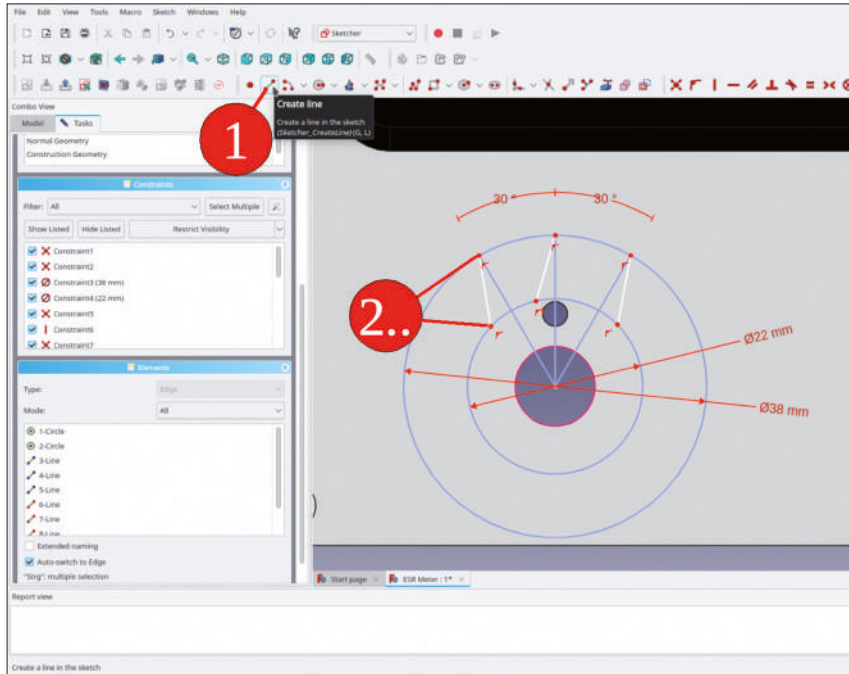 File Edit View Tools Macro Sketch Windows Help
Sketcher
Create line
Create a line in the sketch
(Sketcher_CreateLine)(G, L)
1
Combo View
Model Tasks
Normal Geometry
Construction Geometry
Constraints
Filter: All Select Multiple
Show Listed Hide Listed Restrict Visibility
Constraint1
Constraint2
Constraint3 (38 mm)
Constraint4 (22 mm)
Constraint5
Constraint6
Constraint7
30 °
30 °
2..
Ø22 mm
Ø38 mm
Elements
Type: Edge
Mode: All
1-Circle
2-Circle
3-Line
4-Line
5-Line
6-Line
7-Line
8-Line
Extended naming
Auto-switch to Edge
"Strg": multiple selection
Start page ESR Meter : 1*
Report view
Create a line in the sketch